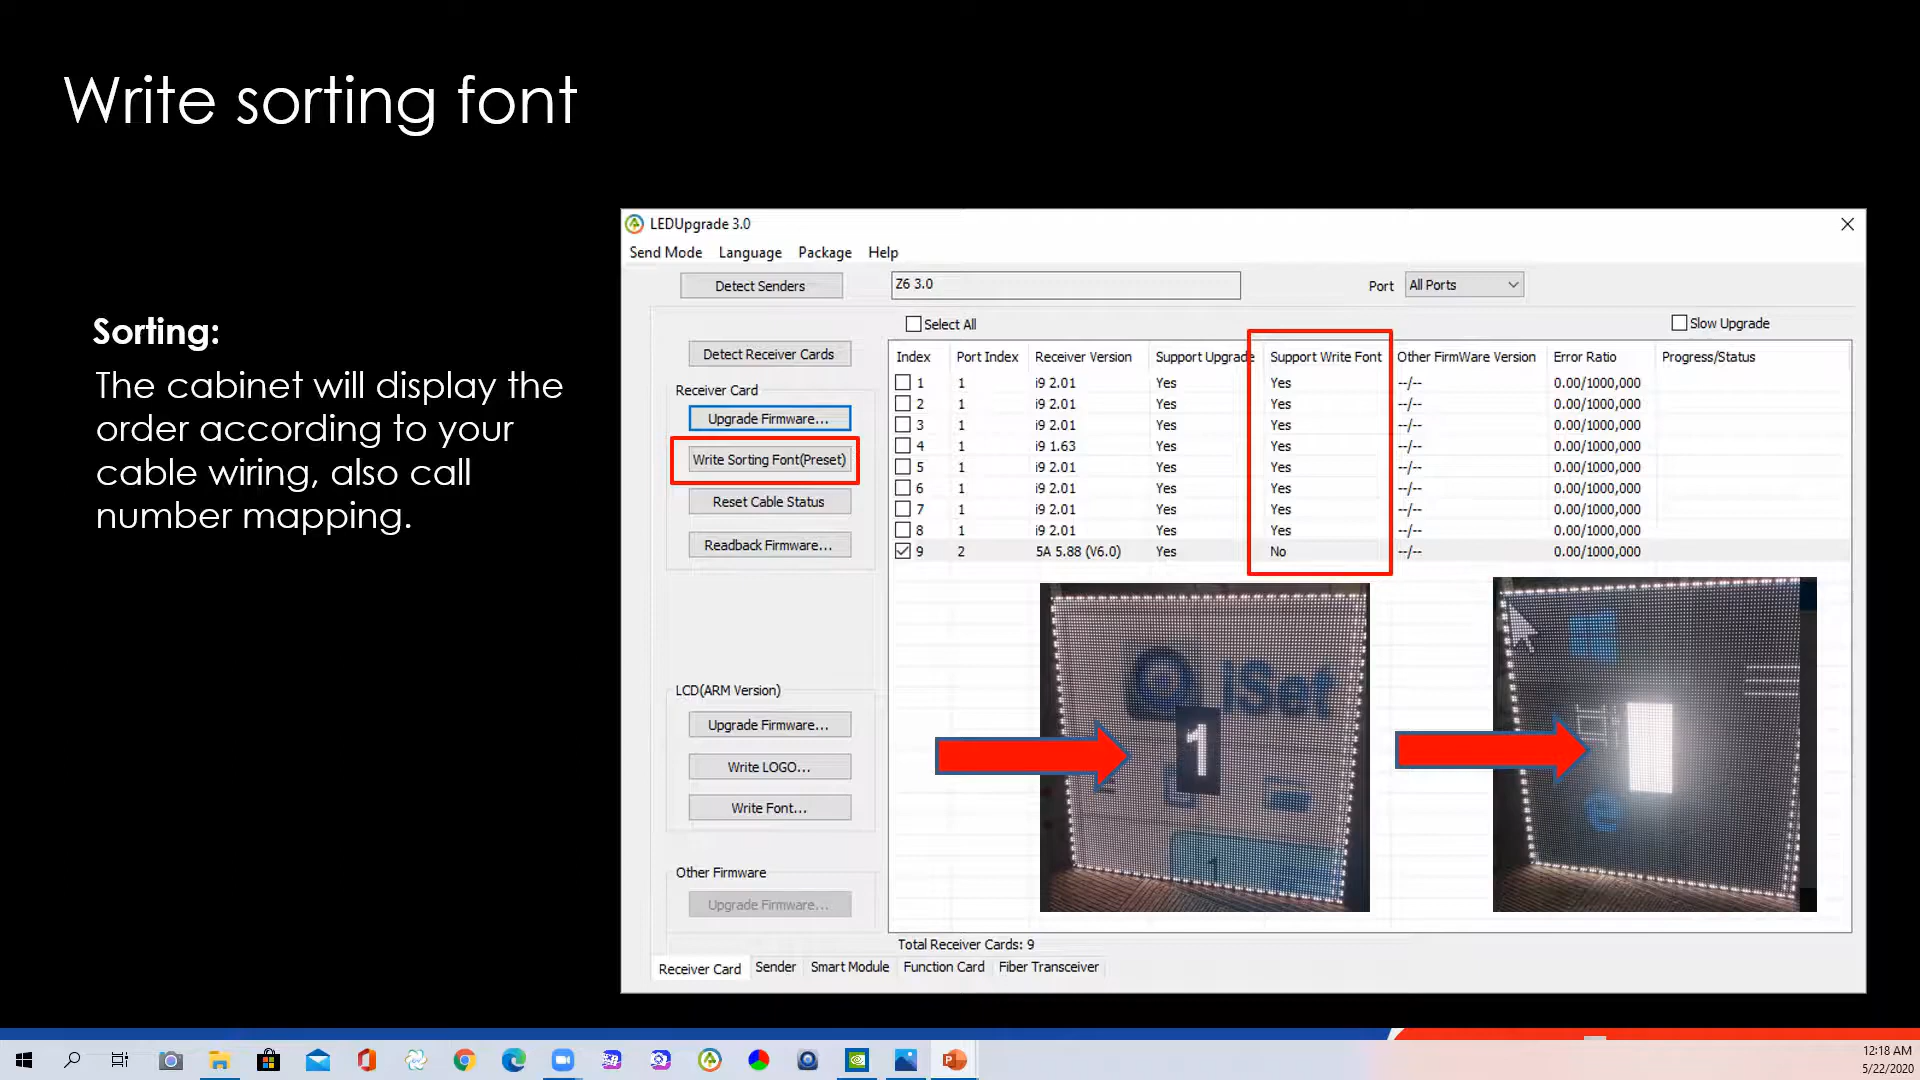 Write sorting font
Sorting:
The cabinet will display the
order according to your
cable wiring, also call
number mapping.
LEDUpgrade 3.0
Send Mode Language Package Help
Detect Senders Z6 3.0 Port All Ports
Select All Slow Upgrade
Detect Receiver Cards
Receiver Card
Upgrade Firmware...
Write Sorting Font(Preset)
Reset Cable Status
Readback Firmware...
LCD(ARM Version)
Upgrade Firmware...
Write LOGO...
Write Font...
Other Firmware
Upgrade Firmware...
Index Port Index Receiver Version Support Upgrade Support Write Font Other FirmWare Version Error Ratio Progress/Status
1 1 i9 2.01 Yes Yes --/-- 0.00/1000,000
2 1 i9 2.01 Yes Yes --/-- 0.00/1000,000
3 1 i9 2.01 Yes Yes --/-- 0.00/1000,000
4 1 i9 1.63 Yes Yes --/-- 0.00/1000,000
5 1 i9 2.01 Yes Yes --/-- 0.00/1000,000
6 1 i9 2.01 Yes Yes --/-- 0.00/1000,000
7 1 i9 2.01 Yes Yes --/-- 0.00/1000,000
8 1 i9 2.01 Yes Yes --/-- 0.00/1000,000
9 2 5A 5.88 (V6.0) Yes No --/-- 0.00/1000,000
iSet
1
1
Total Receiver Cards: 9
Receiver Card Sender Smart Module Function Card Fiber Transceiver
12:18 AM
5/22/2020